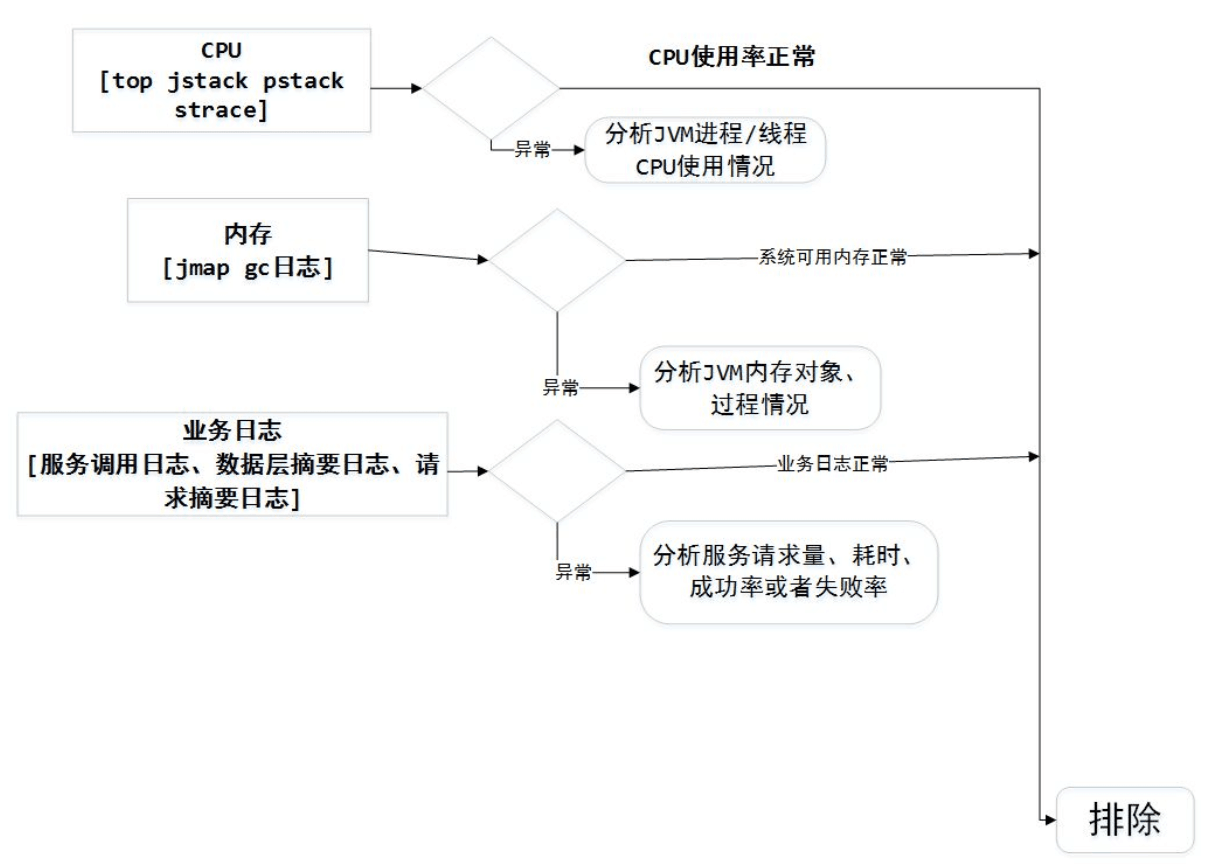 CPU
[top jstack pstack
strace]
CPU使用率正常
异常
分析JVM进程/线程
CPU使用情况
内存
[jmap gc日志]
系统可用内存正常
异常
分析JVM内存对象、
过程情况
业务日志
[服务调用日志、数据层摘要日志、请
求摘要日志]
业务日志正常
异常
分析服务请求量、耗时、
成功率或者失败率
排除